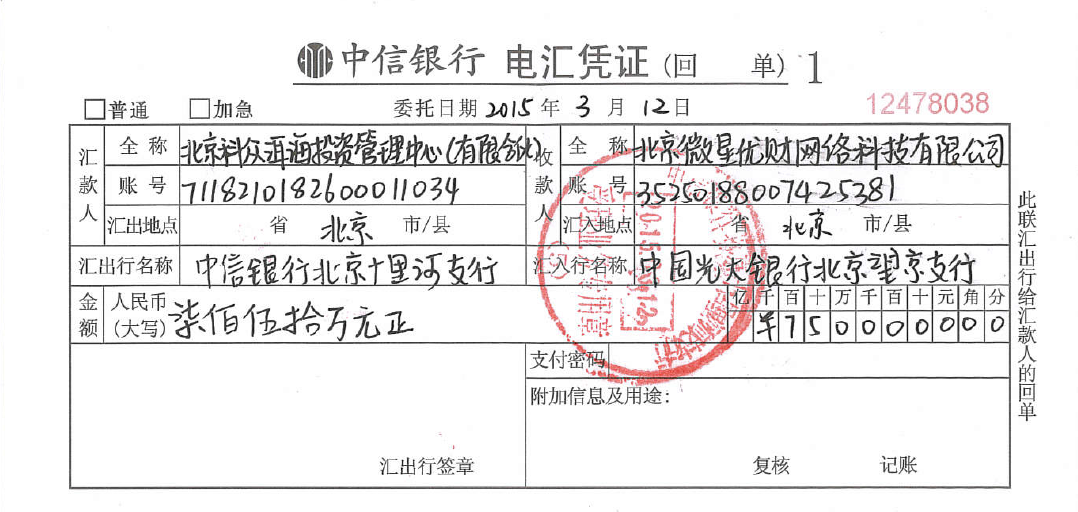 中信银行 电汇凭证 (回 单) 1
□普通 □加急 委托日期 2015 年 3 月 12 日 12478038
汇款人 全称 北京科众洱海投资管理中心(有限合伙) 收款人 全称 北京微星优财网络科技有限公司
账号 7118210182600011034 账号 35250188007425381
汇出地点 省 北京 市/县 汇入地点 省 北京 市/县
汇出行名称 中信银行北京十里河支行 汇入行名称 中国光大银行北京望京支行
金额 人民币(大写) 柒佰伍拾万元正 亿 千 百 十 万 千 百 十 元 角 分
¥ 7 5 0 0 0 0 0 0 0
支付密码
附加信息及用途:
汇出行签章 复核 记账
此联汇出行给汇款人的回单
2015.03.12